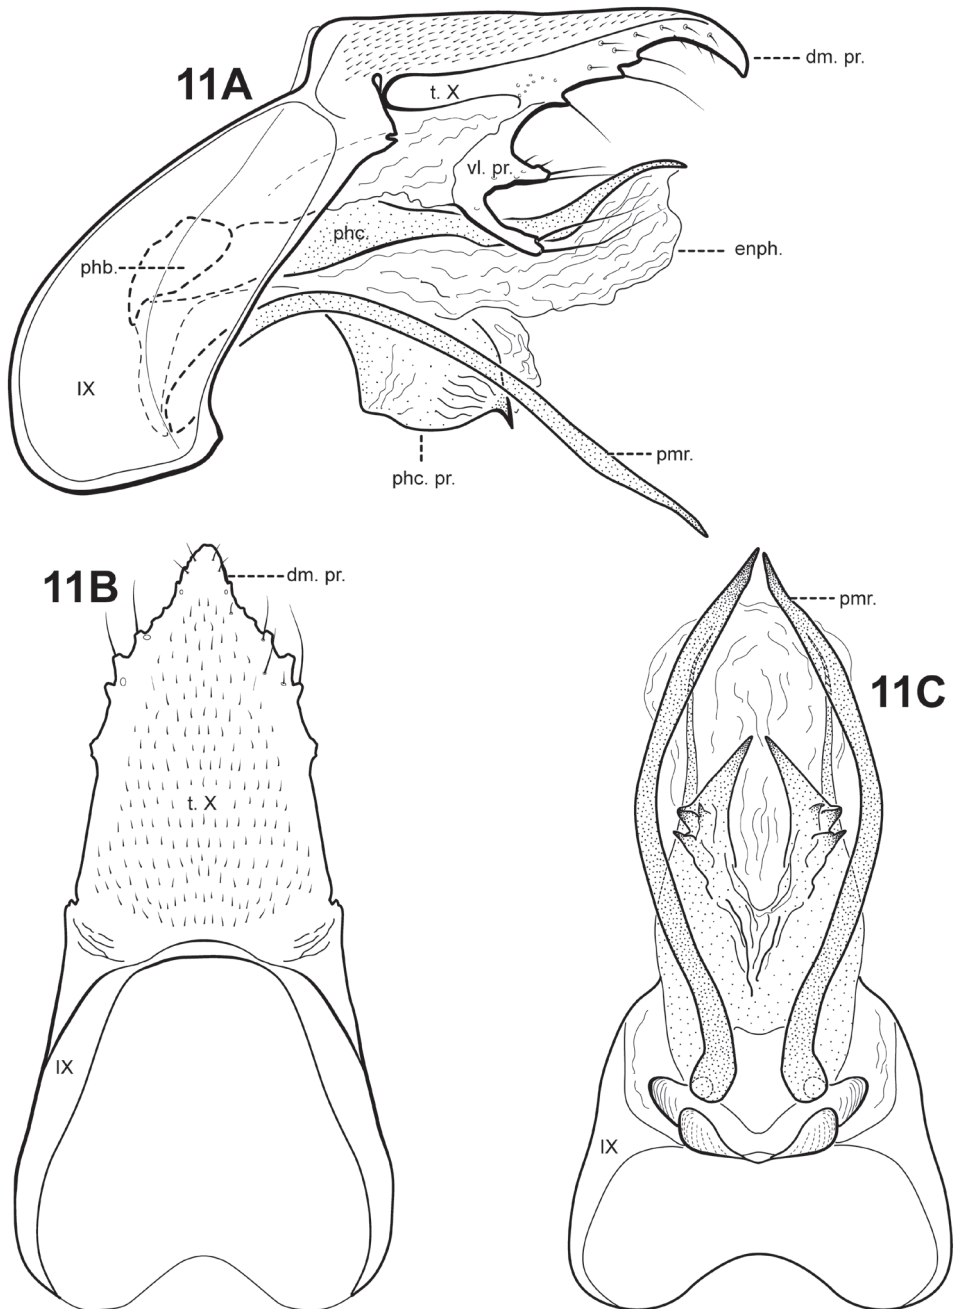 11A
dm. pr.
t. X
vl. pr.
phc.
enph.
phb.
IX
pmr.
phc. pr.
11B
dm. pr.
t. X
IX
pmr.
11C
IX